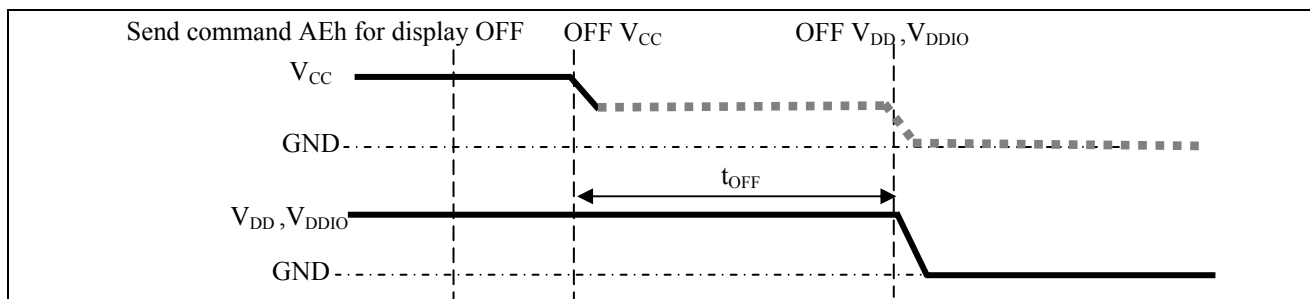 Send command AEh for display OFF OFF VCC OFF VDD ,VDDIO
VCC
GND
tOFF
VDD ,VDDIO
GND